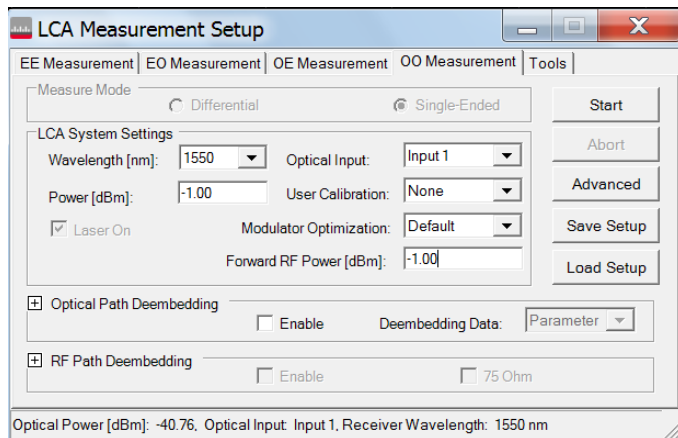 LCA Measurement Setup
EE Measurement EO Measurement OE Measurement OO Measurement Tools
Measure Mode
Differential Single-Ended Start
LCA System Settings
Wavelength [nm]: 1550 Optical Input: Input 1 Abort
Power [dBm]: -1.00 User Calibration: None Advanced
Laser On Modulator Optimization: Default Save Setup
Forward RF Power [dBm]: -1.00 Load Setup
Optical Path Deembedding
Enable Deembedding Data: Parameter
RF Path Deembedding
Enable 75 Ohm
Optical Power [dBm]: -40.76, Optical Input: Input 1, Receiver Wavelength: 1550 nm